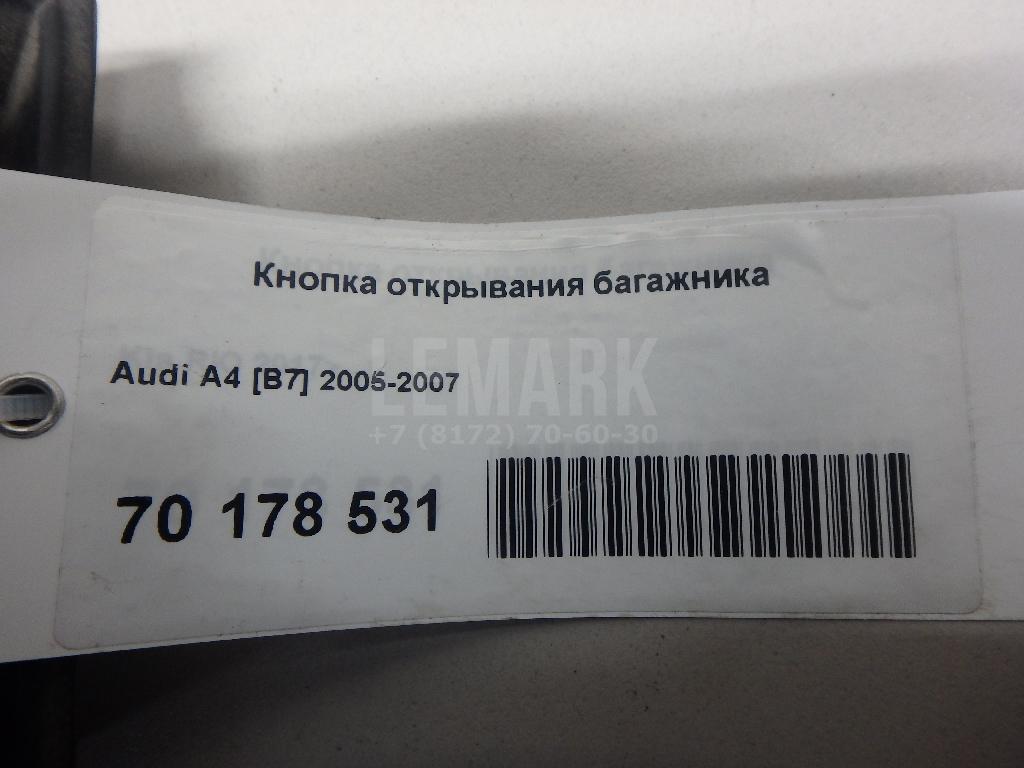 Кнопка открывания багажника
Audi A4 [B7] 2005-2007
LEMARK
+7 (8172) 70-60-30
70 178 531